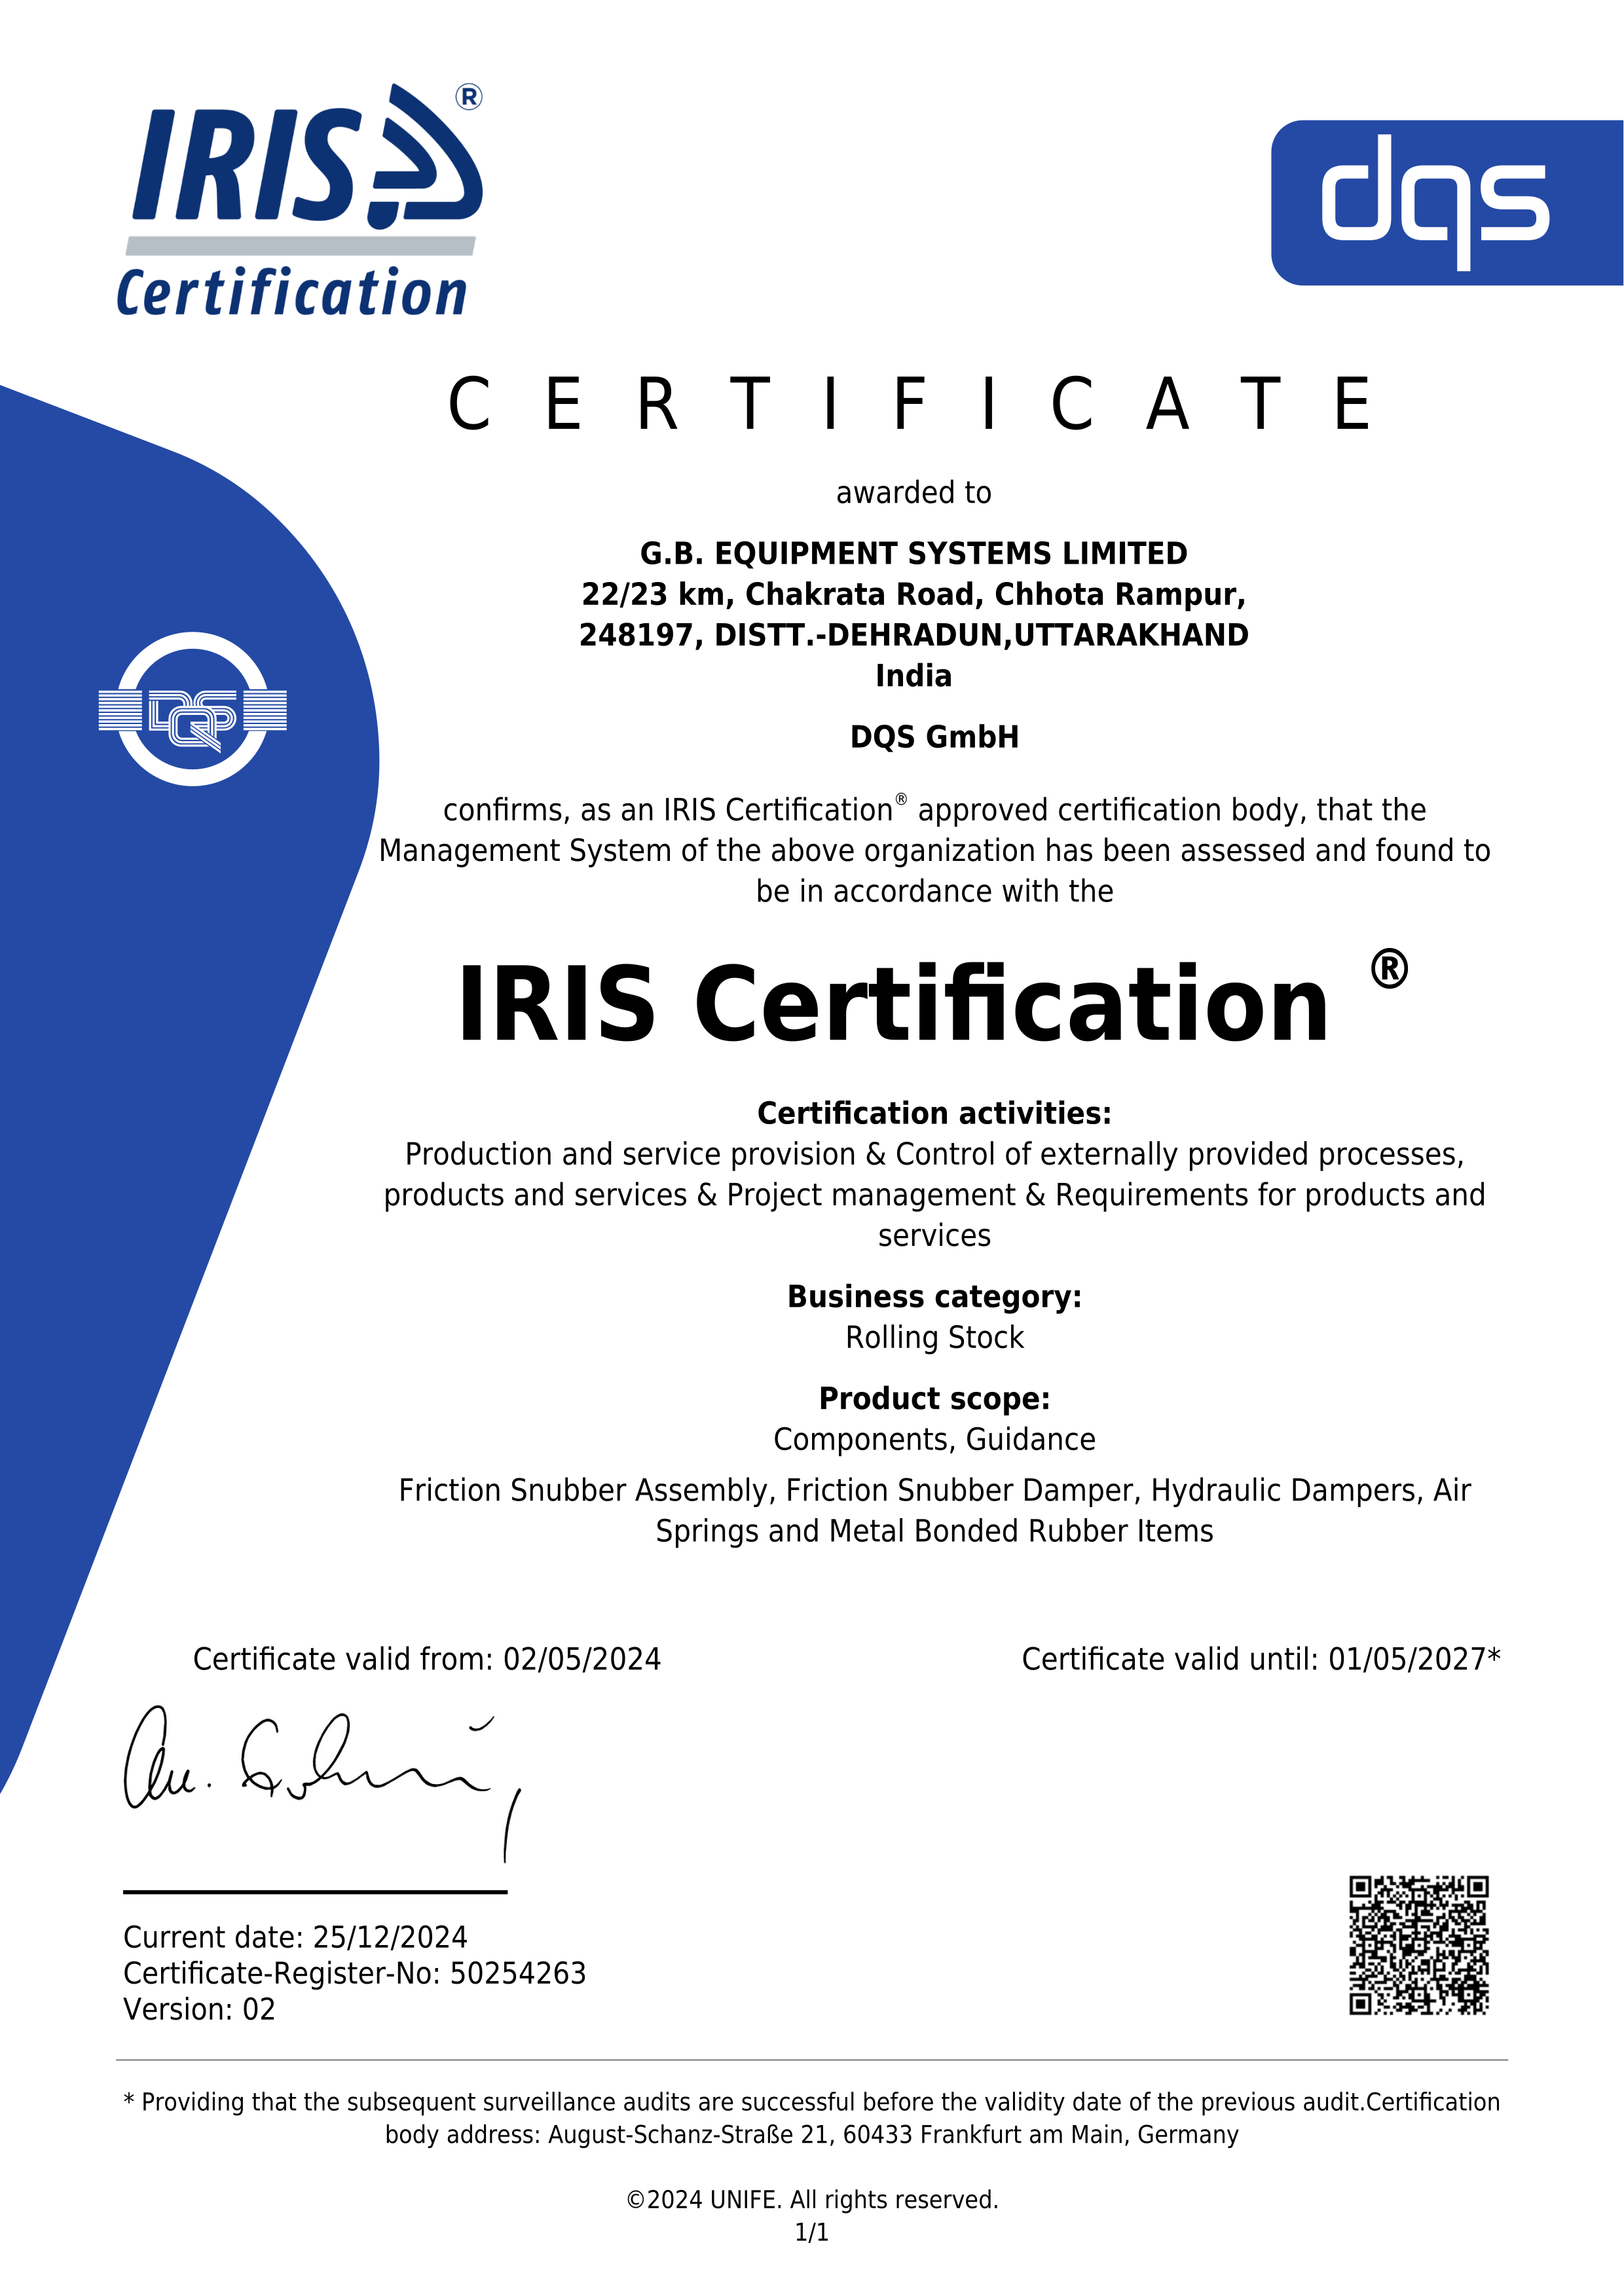 IRIS ®
Certification
dqs
CERTIFICATE
awarded to
G.B. EQUIPMENT SYSTEMS LIMITED
22/23 km, Chakrata Road, Chhota Rampur,
248197, DISTT.-DEHRADUN,UTTARAKHAND
India
DQS
DQS GmbH
confirms, as an IRIS Certification® approved certification body, that the
Management System of the above organization has been assessed and found to
be in accordance with the
IRIS Certification ®
Certification activities:
Production and service provision & Control of externally provided processes,
products and services & Project management & Requirements for products and
services
Business category:
Rolling Stock
Product scope:
Components, Guidance
Friction Snubber Assembly, Friction Snubber Damper, Hydraulic Dampers, Air
Springs and Metal Bonded Rubber Items
Certificate valid from: 02/05/2024
Certificate valid until: 01/05/2027*
Current date: 25/12/2024
Certificate-Register-No: 50254263
Version: 02
* Providing that the subsequent surveillance audits are successful before the validity date of the previous audit.Certification
body address: August-Schanz-Straße 21, 60433 Frankfurt am Main, Germany
©2024 UNIFE. All rights reserved.
1/1